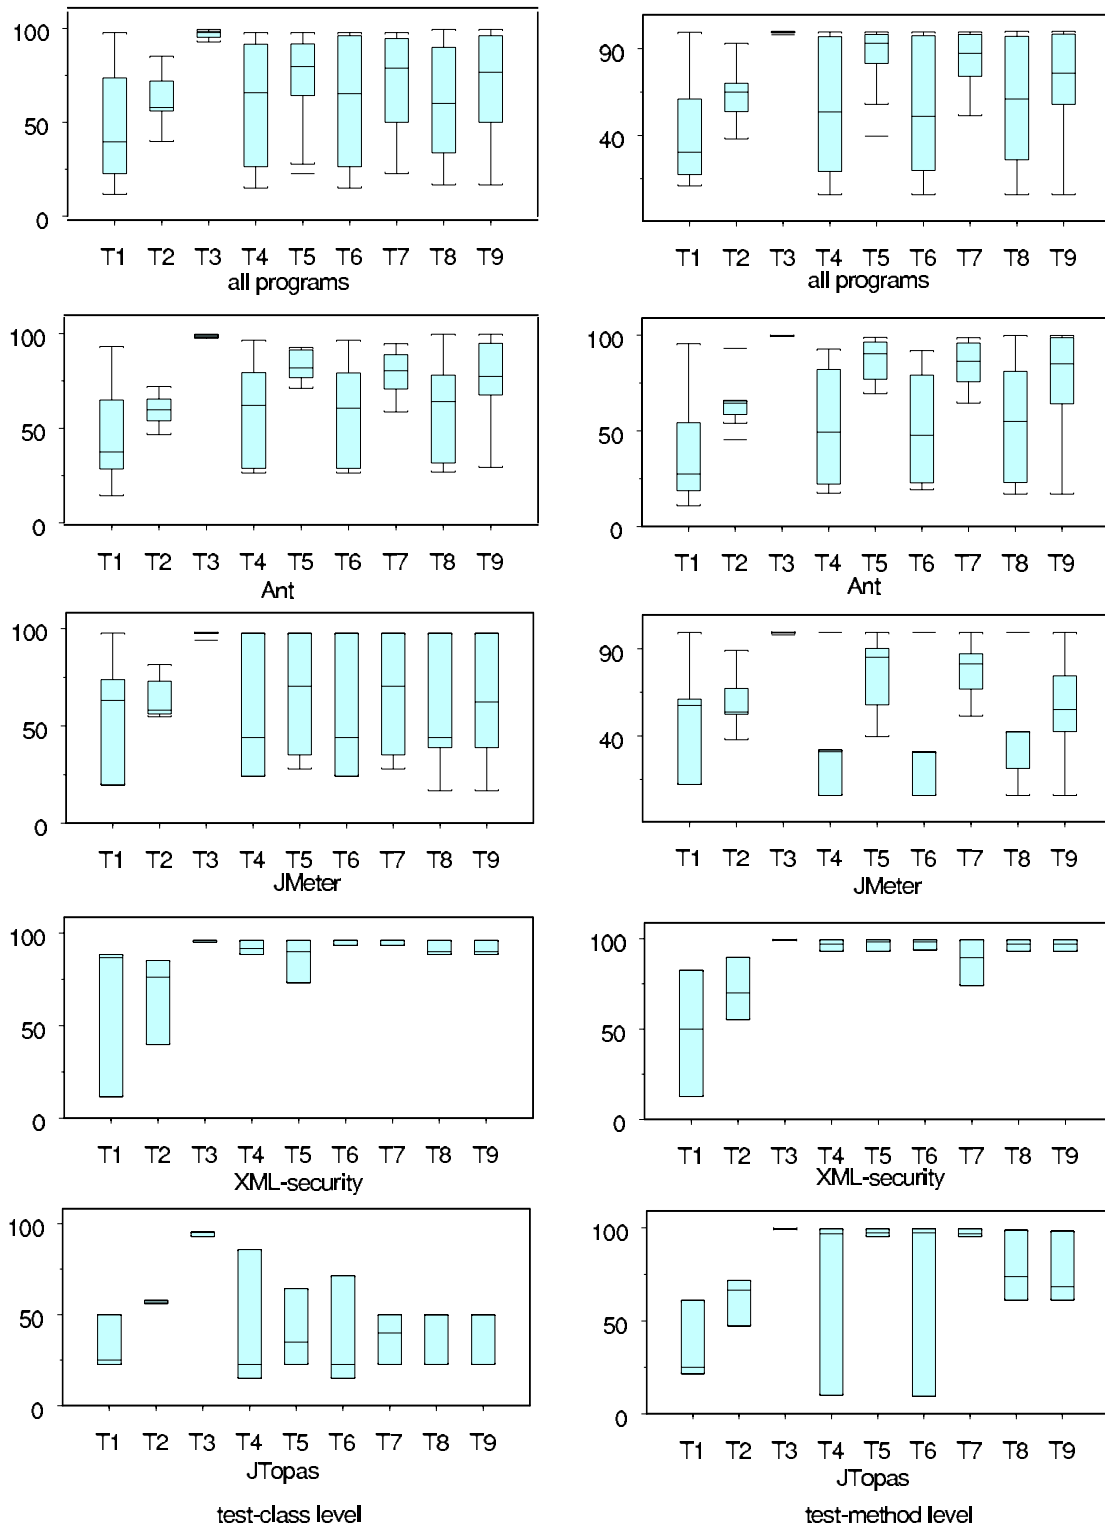 100
50
0
T1 T2 T3 T4 T5 T6 T7 T8 T9
all programs
90
40
T1 T2 T3 T4 T5 T6 T7 T8 T9
all programs
100
50
0
T1 T2 T3 T4 T5 T6 T7 T8 T9
Ant
100
50
0
T1 T2 T3 T4 T5 T6 T7 T8 T9
Ant
100
50
0
T1 T2 T3 T4 T5 T6 T7 T8 T9
JMeter
90
40
T1 T2 T3 T4 T5 T6 T7 T8 T9
JMeter
100
50
0
T1 T2 T3 T4 T5 T6 T7 T8 T9
XML-security
100
50
0
T1 T2 T3 T4 T5 T6 T7 T8 T9
XML-security
100
50
0
T1 T2 T3 T4 T5 T6 T7 T8 T9
JTopas
100
50
0
T1 T2 T3 T4 T5 T6 T7 T8 T9
JTopas
test-class level
test-method level